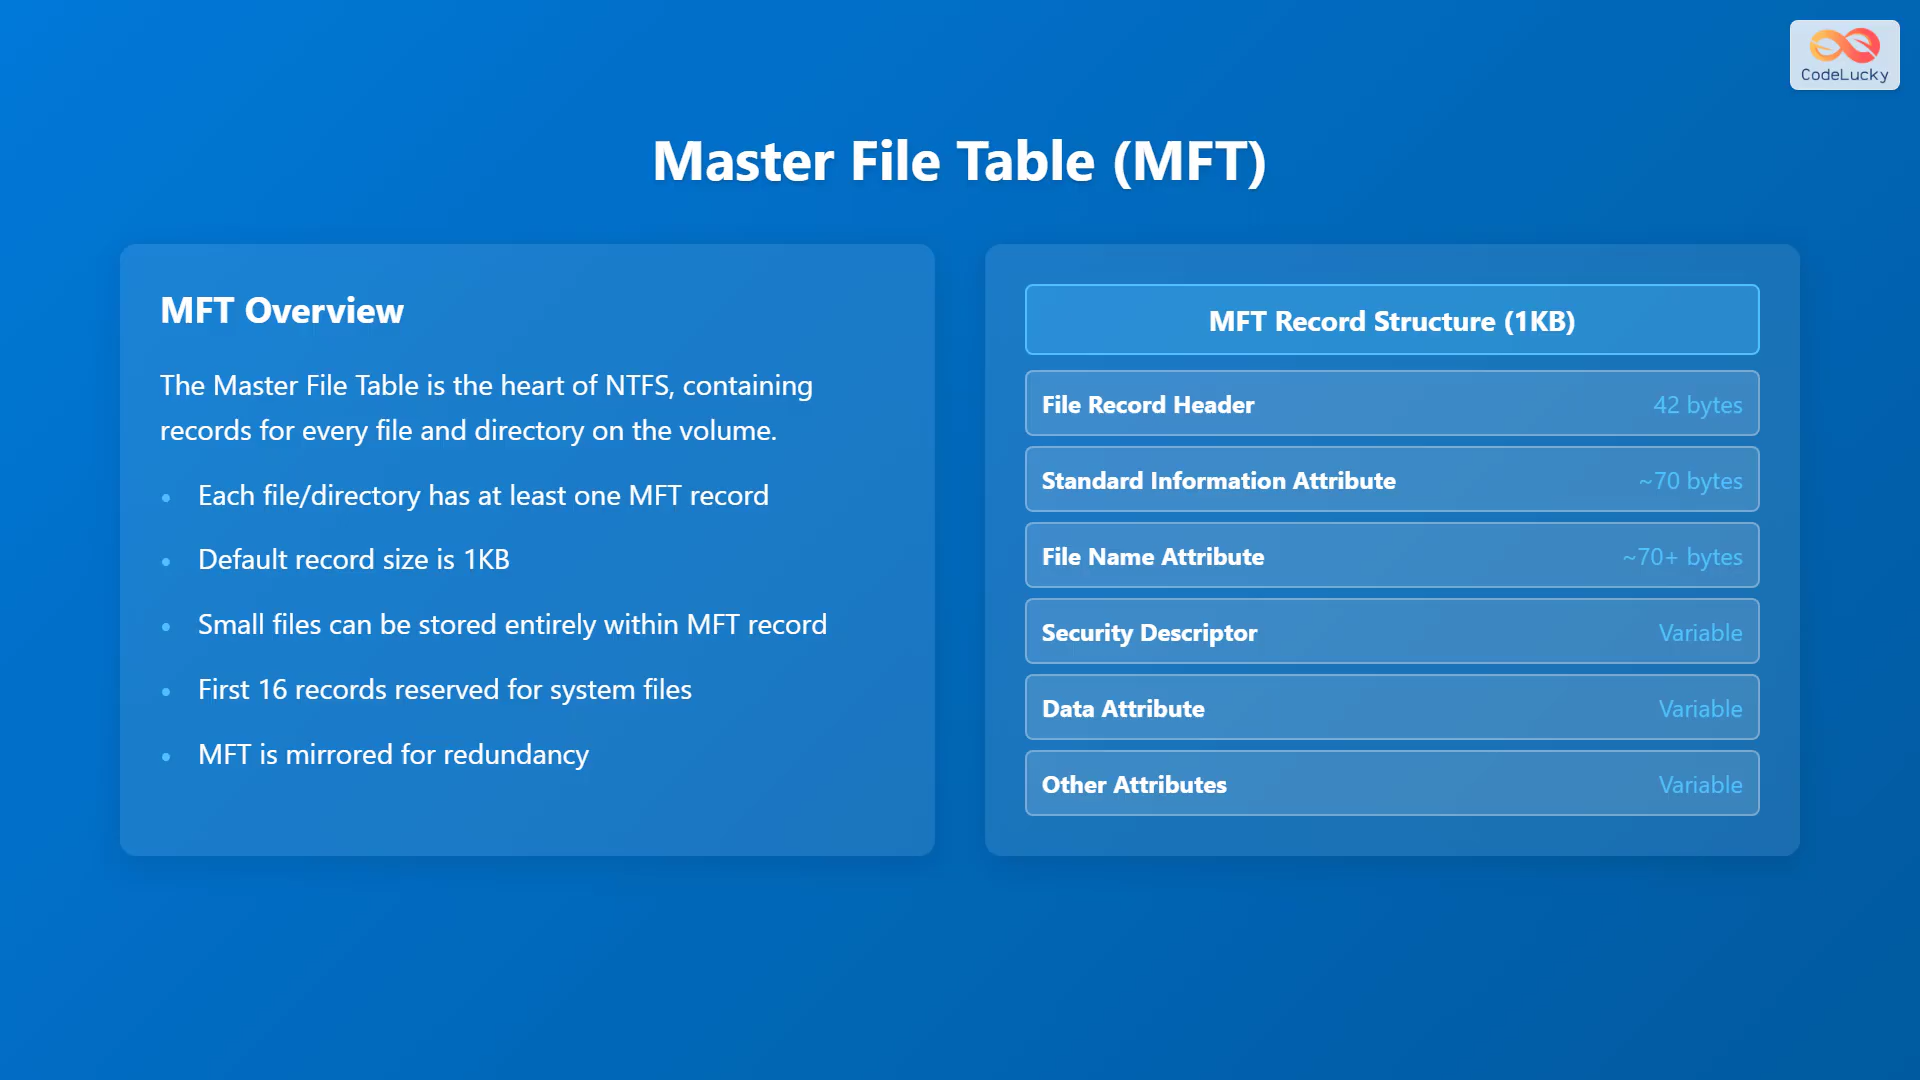 CodeLucky
Master File Table (MFT)
MFT Overview
The Master File Table is the heart of NTFS, containing
records for every file and directory on the volume.
• Each file/directory has at least one MFT record
• Default record size is 1KB
• Small files can be stored entirely within MFT record
• First 16 records reserved for system files
• MFT is mirrored for redundancy
MFT Record Structure (1KB)
File Record Header 42 bytes
Standard Information Attribute ~70 bytes
File Name Attribute ~70+ bytes
Security Descriptor Variable
Data Attribute Variable
Other Attributes Variable